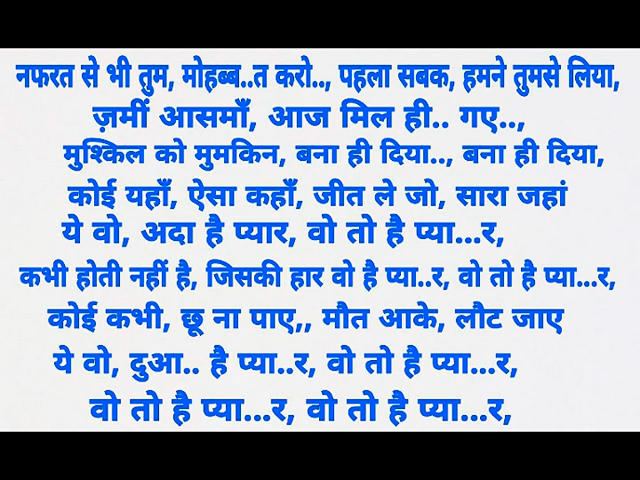 नफरत से भी तुम, मोहब्ब..त करो.., पहला सबक, हमने तुमसे लिया,
ज़मीं आसमाँ, आज मिल ही.. गए..,
मुश्किल को मुमकिन, बना ही दिया.., बना ही दिया,
कोई यहाँ, ऐसा कहाँ, जीत ले जो, सारा जहां
ये वो, अदा है प्यार, वो तो है प्या...र,
कभी होती नहीं है, जिसकी हार वो है प्या..र, वो तो है प्या...र,
कोई कभी, छू ना पाए,, मौत आके, लौट जाए
ये वो, दुआ.. है प्या..र, वो तो है प्या...र,
वो तो है प्या...र, वो तो है प्या...र,